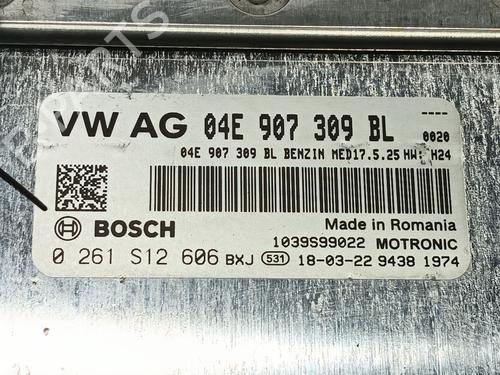 VW AG 04E 907 309 BL ----
0020
04E 907 309 BL BENZIN MED17.5.25 HW: H24
BOSCH
Made in Romania
1039S99022 MOTRONIC
0 261 S12 606 BXJ 531 18-03-22 9438 1974